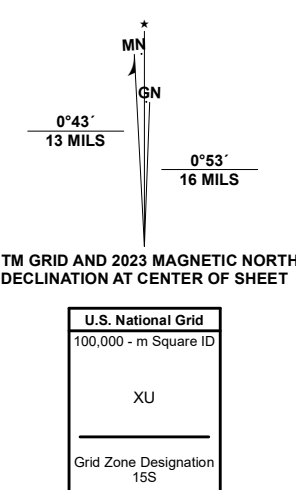 MN
GN
0°43´
13 MILS
0°53´
16 MILS
TM GRID AND 2023 MAGNETIC NORTH
DECLINATION AT CENTER OF SHEET
U.S. National Grid
100,000 - m Square ID
XU
Grid Zone Designation
15S